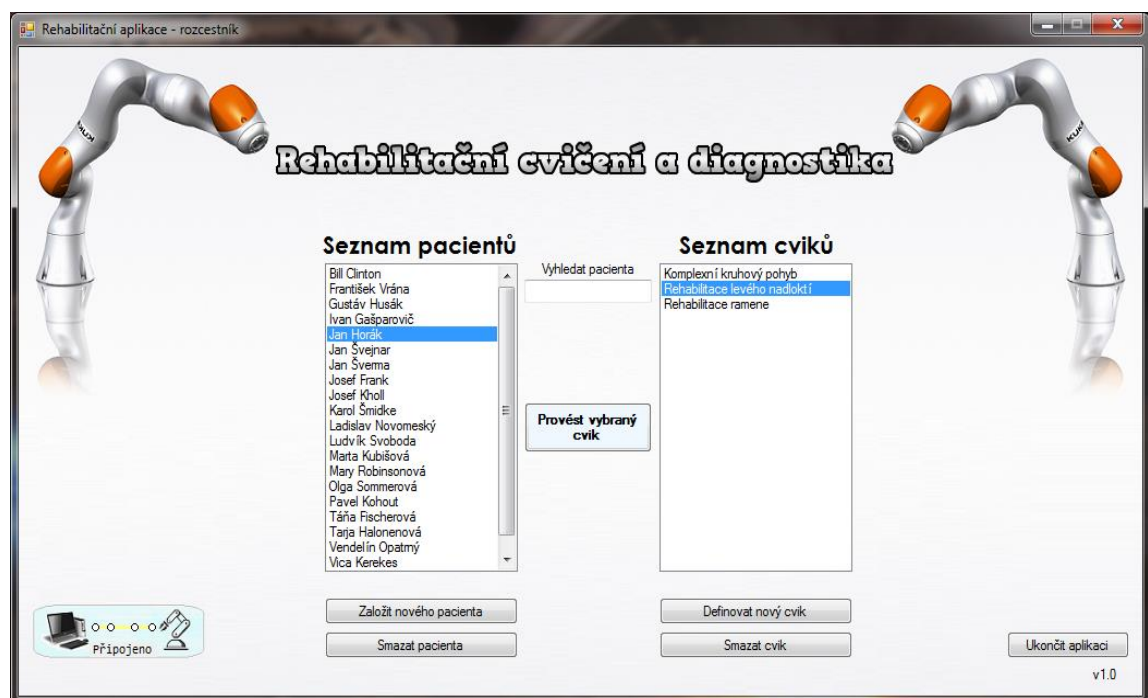 Rehabilitační aplikace - rozcestník
KUKA
KUKA
Rehabilitační cvičení a diagnostika
Seznam pacientů
Bill Clinton
František Vrána
Gustáv Husák
Ivan Gašparovič
Jan Horák
Jan Švejnar
Jan Šverma
Josef Frank
Josef Kholl
Karol Šmidke
Ladislav Novomeský
Ludvík Svoboda
Marta Kubišová
Mary Robinsonová
Olga Sommerová
Pavel Kohout
Táňa Fischerová
Tarja Halonenová
Vendelín Opatrný
Vica Kerekes
Vyhledat pacienta
Provést vybraný
cvik
Seznam cviků
Komplexní kruhový pohyb
Rehabilitace levého nadloktí
Rehabilitace ramene
Založit nového pacienta
Smazat pacienta
Definovat nový cvik
Smazat cvik
Připojeno
Ukončit aplikaci
v1.0